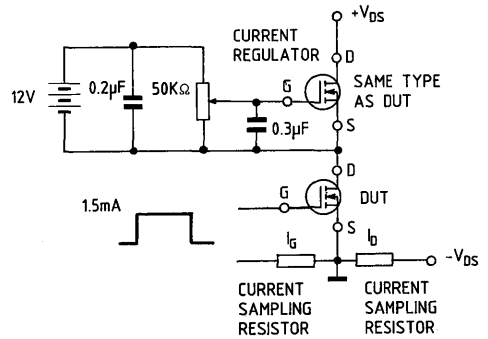 +VDS
CURRENT
REGULATOR
D
G
SAME TYPE
AS DUT
12V
0.2µF
50KΩ
0.3µF
S
D
G
DUT
1.5mA
S
IG
ID
-VDS
CURRENT
SAMPLING
RESISTOR
CURRENT
SAMPLING
RESISTOR